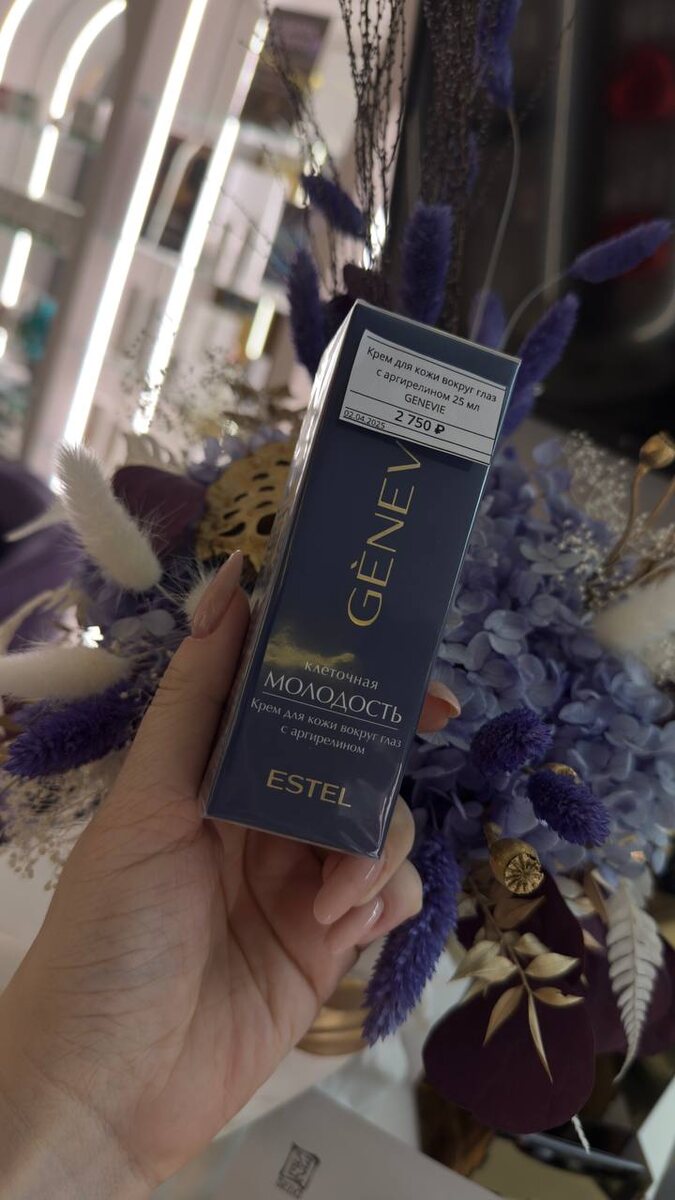 Крем для кожи вокруг глаз
с аргирелином 25 мл
GENEVIE
02.04.2025
2 750 ₽
GÈNEV
клеточная
МОЛОДОСТЬ
Крем для кожи вокруг глаз
с аргирелином
ESTEL